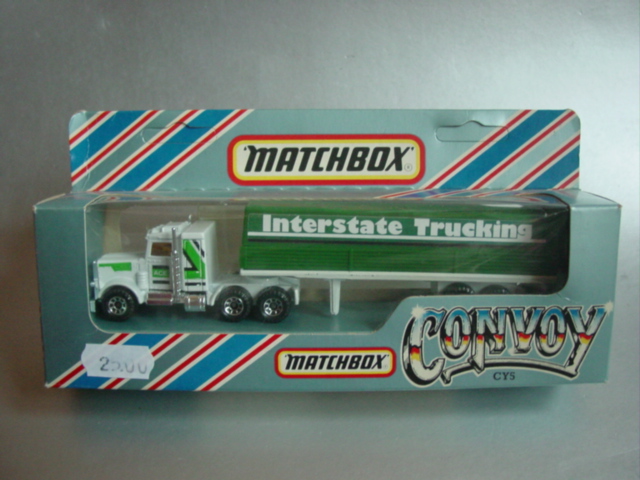 MATCHBOX®
Interstate Trucking
MATCHBOX
CONVOY
CY5
25.00